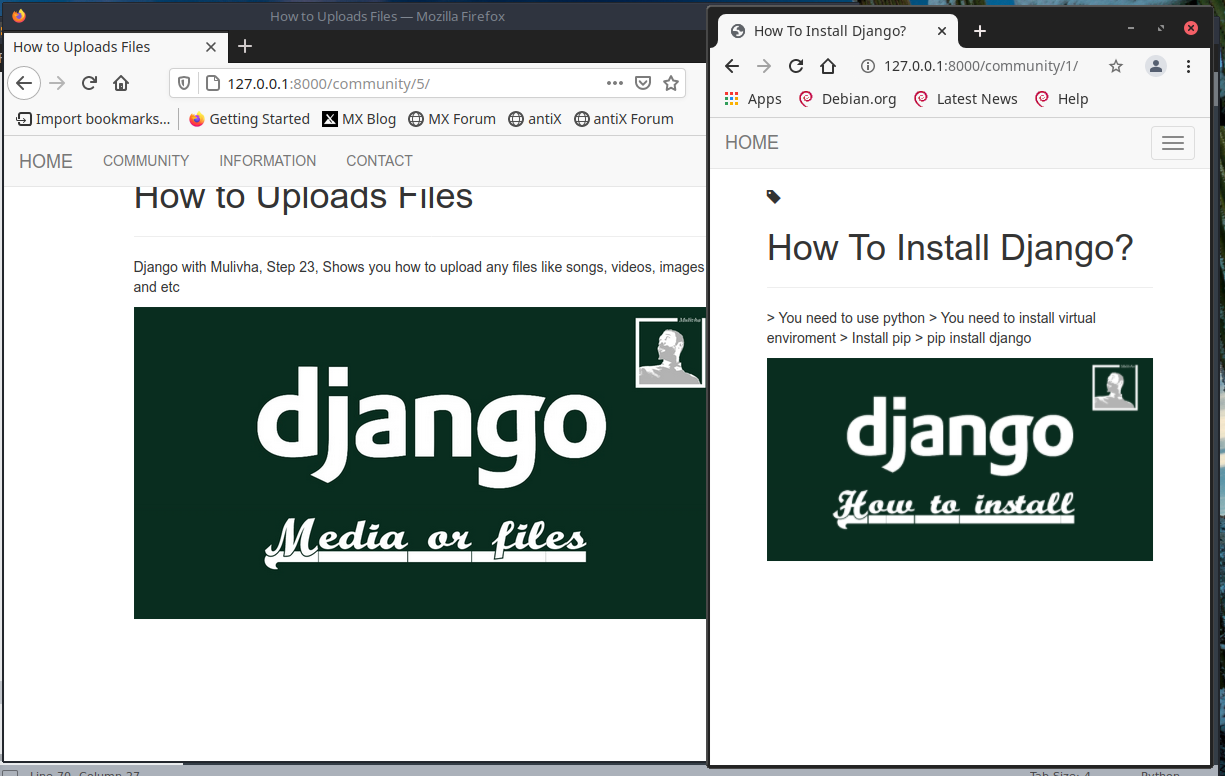 How to Uploads Files — Mozilla Firefox
How to Uploads Files
127.0.0.1:8000/community/5/
Import bookmarks...
Getting Started
MX Blog
MX Forum
antiX
antiX Forum
HOME
COMMUNITY
INFORMATION
CONTACT
How to Uploads Files
Django with Mulivha, Step 23, Shows you how to upload any files like songs, videos, images
and etc
Mulivha
django
Media or files
How To Install Django?
127.0.0.1:8000/community/1/
Apps
Debian.org
Latest News
Help
HOME
How To Install Django?
> You need to use python > You need to install virtual
enviroment > Install pip > pip install django
django
How to install
Line 79, Column 27
Tab Size: 4
Python